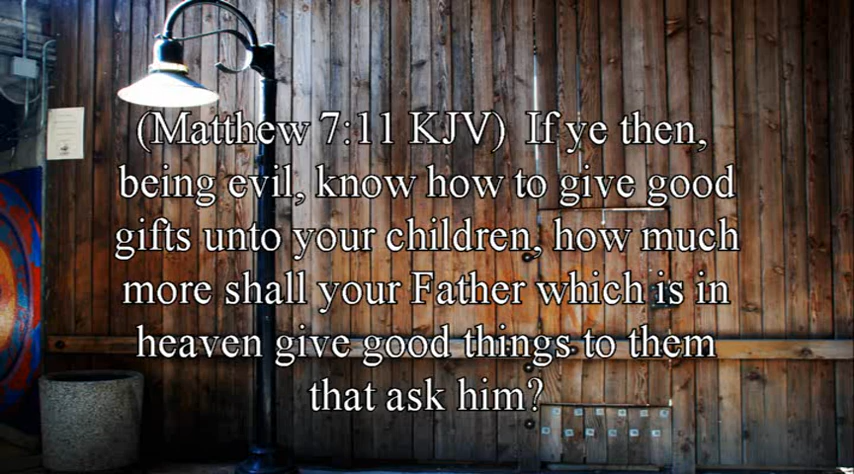 (Matthew 7:11 KJV)  If ye then,
being evil, know how to give good
gifts unto your children, how much
more shall your Father which is in
heaven give good things to them
that ask him?